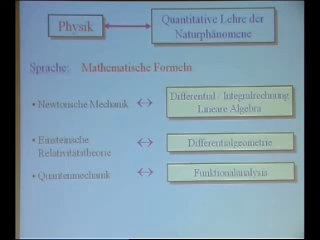 Physik
Quantitative Lehre der
Naturphänomene
Sprache: Mathematische Formeln
• Newtonsche Mechanik
Differential / Integralrechnung
Lineare Algebra
• Einsteinsche
Relativitätstheorie
Differentialgeometrie
• Quantenmechanik
Funktionalanalysis